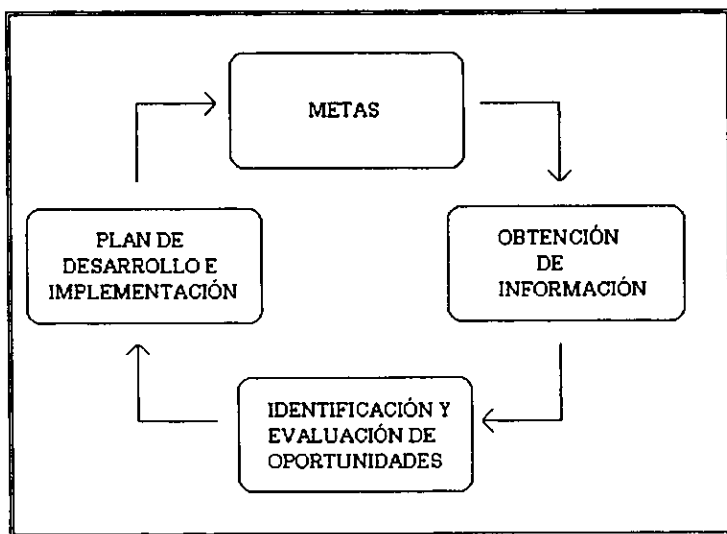 METAS
OBTENCIÓN
DE
INFORMACIÓN
IDENTIFICACIÓN Y
EVALUACIÓN DE
OPORTUNIDADES
PLAN DE
DESARROLLO E
IMPLEMENTACIÓN